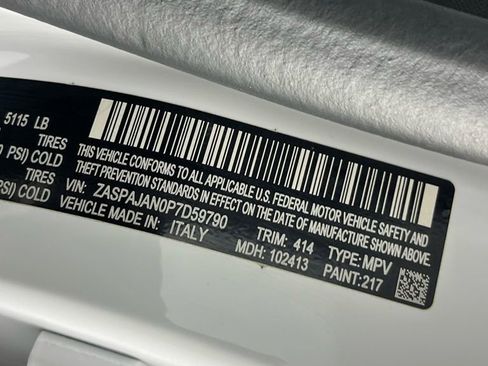 5115 LB
TIRES
PSI) COLD
TIRES
PSI) COLD
THIS VEHICLE CONFORMS TO ALL APPLICABLE U.S. FEDERAL MOTOR VEHICLE SAFETY AND
THEFT PREVENTION STANDARDS IN EFFECT ON THE DATE OF MANUFACTURE SHOWN ABOVE.
VIN: ZASPAJAN0P7D59790
VEHICLE MADE IN: ITALY
TRIM: 414 TYPE: MPV
MDH: 102413 PAINT: 217